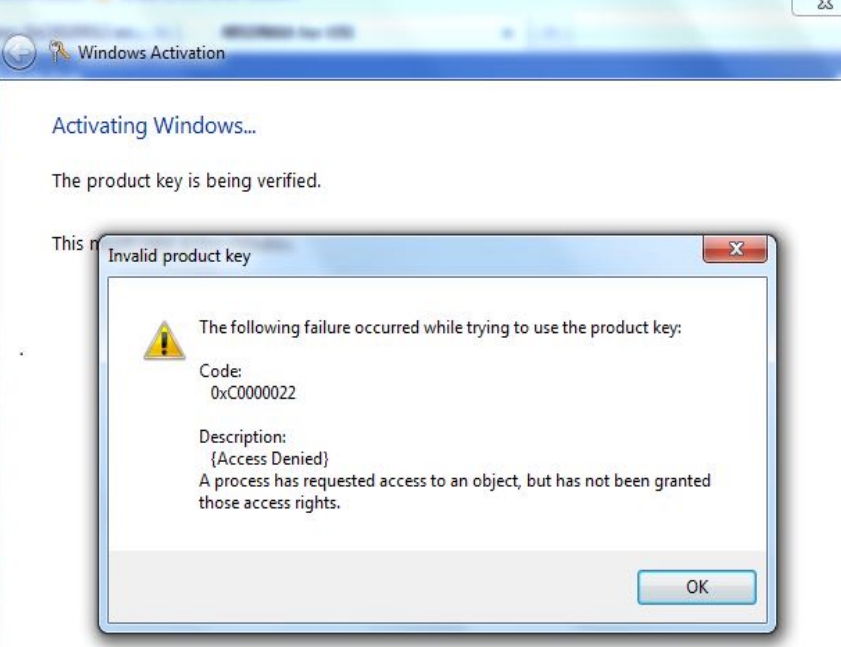 Windows Activation
Activating Windows...
The product key is being verified.
This
Invalid product key
The following failure occurred while trying to use the product key:
Code:
0xC0000022
Description:
{Access Denied}
A process has requested access to an object, but has not been granted
those access rights.
OK